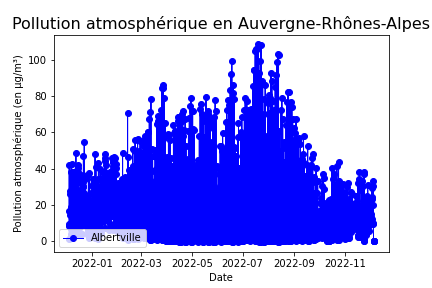 Pollution atmosphérique en Auvergne-Rhônes-Alpes
Pollution atmosphérique (en µg/m³)
100
80
60
40
20
0
Albertville
2022-01 2022-03 2022-05 2022-07 2022-09 2022-11
Date